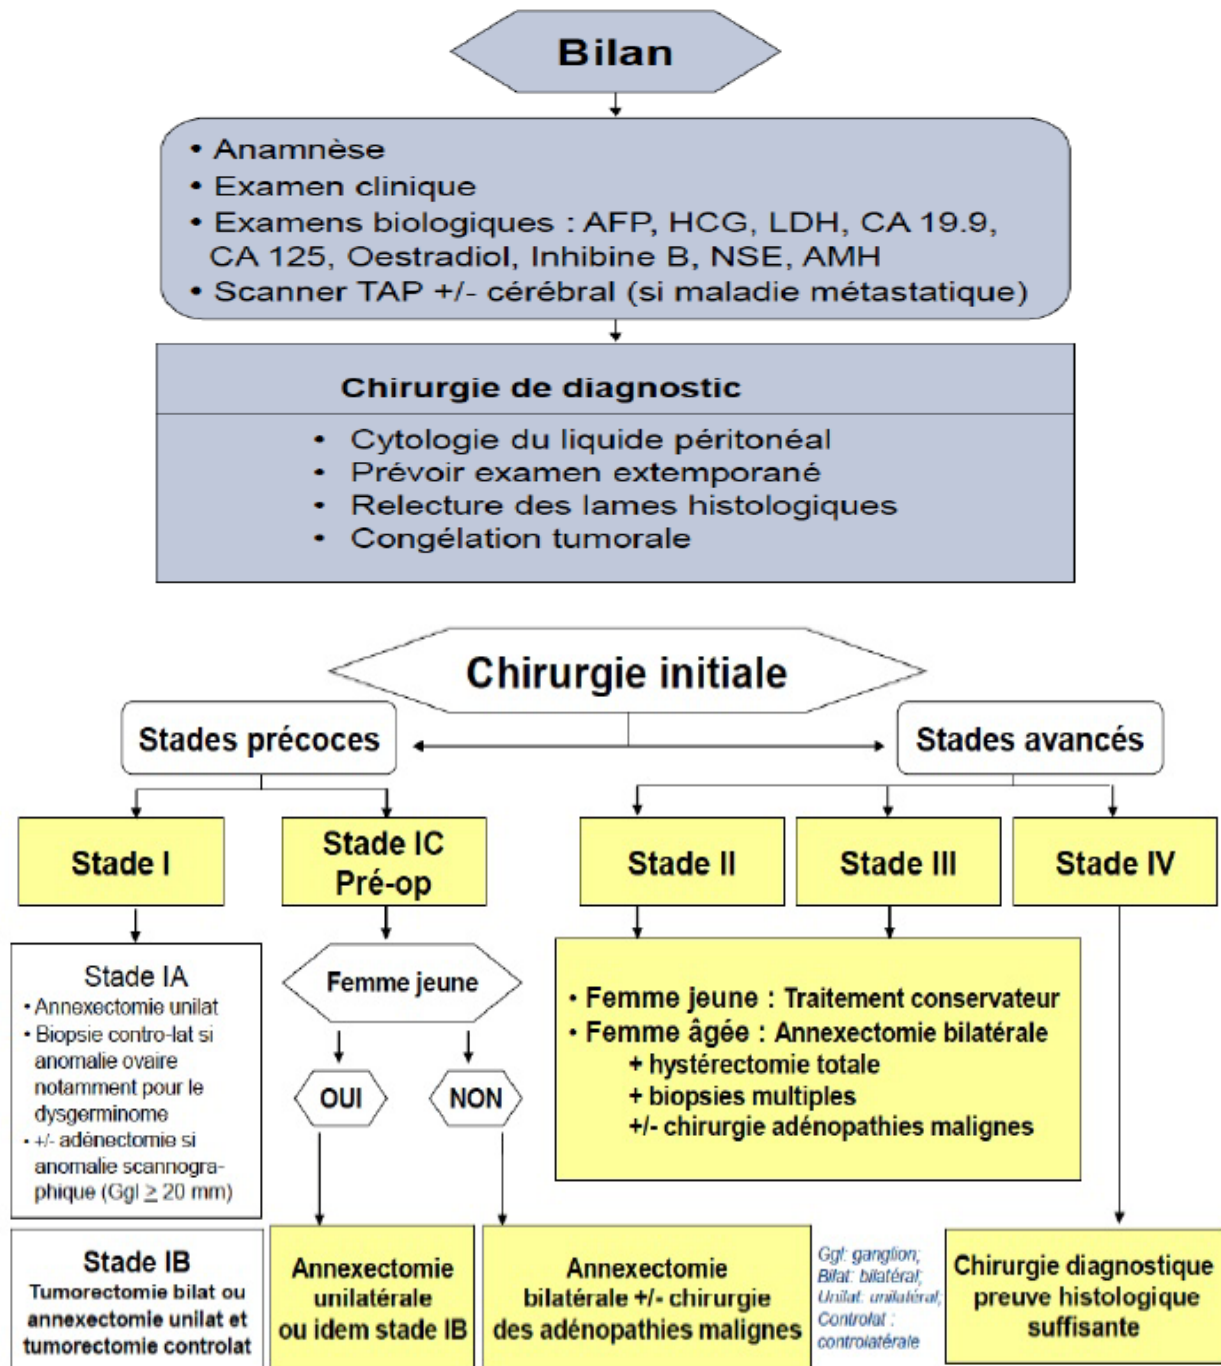 Bilan
• Anamnèse
• Examen clinique
• Examens biologiques : AFP, HCG, LDH, CA 19.9,
CA 125, Oestradiol, Inhibine B, NSE, AMH
• Scanner TAP +/- cérébral (si maladie métastatique)
Chirurgie de diagnostic
• Cytologie du liquide péritonéal
• Prévoir examen extemporané
• Relecture des lames histologiques
• Congélation tumorale
Chirurgie initiale
Stades précoces
Stades avancés
Stade I
Stade IC
Pré-op
Stade II
Stade III
Stade IV
Stade IA
• Annexectomie unilat
• Biopsie contro-lat si
anomalie ovaire
notamment pour le
dysgerminome
• +/- adénectomie si
anomalie scannogra-
phique (Ggl ≥ 20 mm)
Femme jeune
OUI
NON
• Femme jeune : Traitement conservateur
• Femme âgée : Annexectomie bilatérale
+ hystérectomie totale
+ biopsies multiples
+/- chirurgie adénopathies malignes
Stade IB
Tumorectomie bilat ou
annexectomie unilat et
tumorectomie controlat
Annexectomie
unilatérale
ou idem stade IB
Annexectomie
bilatérale +/- chirurgie
des adénopathies malignes
Ggl: ganglion;
Bilat: bilatéral;
Unilat: unilatéral;
Controlat :
controlatérale
Chirurgie diagnostique
preuve histologique
suffisante